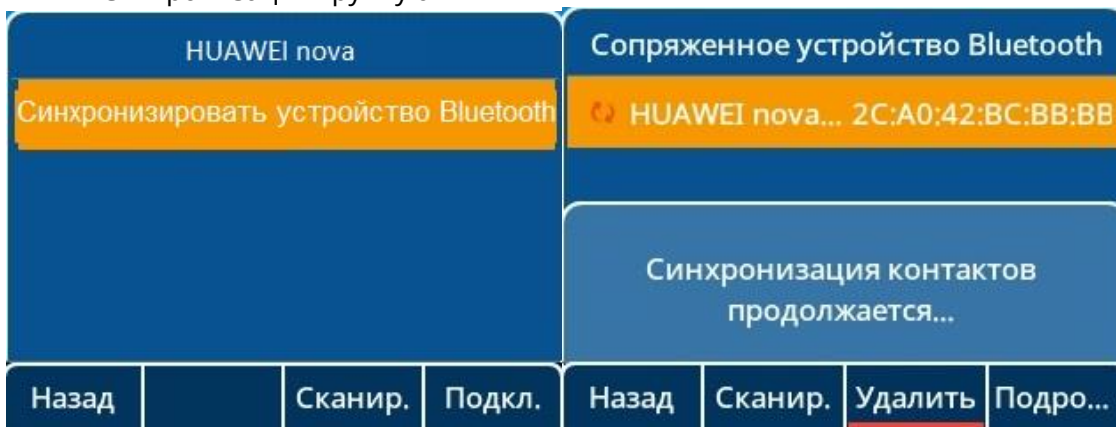 HUAWEI nova
Синхронизировать устройство Bluetooth
Назад Сканир. Подкл.
Сопряженное устройство Bluetooth
HUAWEI nova... 2C:A0:42:BC:BB:BB
Синхронизация контактов
продолжается...
Назад Сканир. Удалить Подро...